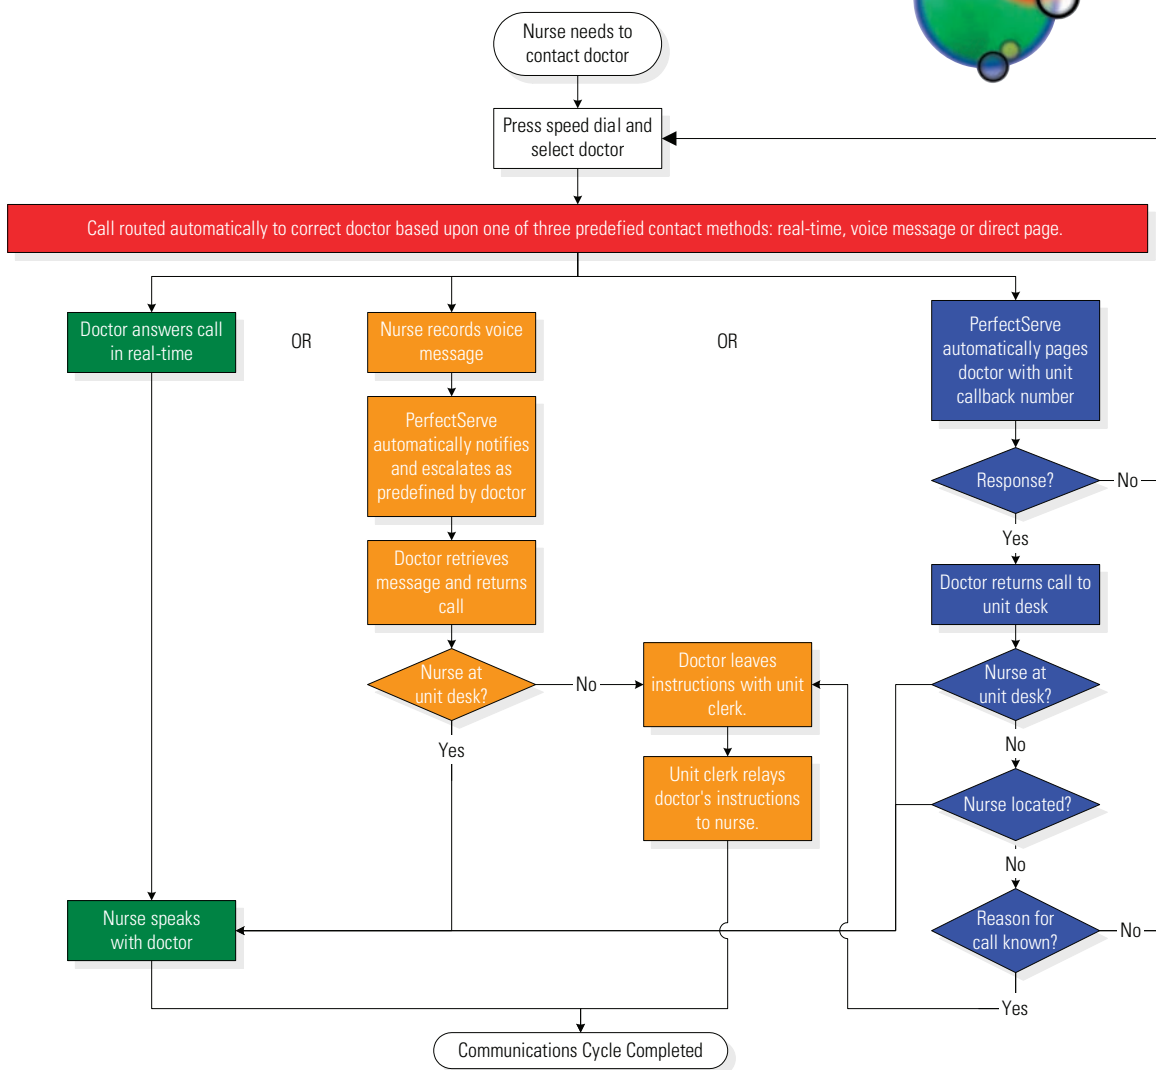 Nurse needs to
contact doctor
Press speed dial and
select doctor
Call routed automatically to correct doctor based upon one of three predefied contact methods: real-time, voice message or direct page.
Doctor answers call
in real-time
OR
Nurse records voice
message
OR
PerfectServe
automatically pages
doctor with unit
callback number
PerfectServe
automatically notifies
and escalates as
predefined by doctor
Response?
No
Yes
Doctor retrieves
message and returns
call
Doctor returns call to
unit desk
Nurse at
unit desk?
No
Doctor leaves
instructions with unit
clerk.
Nurse at
unit desk?
Yes
No
Unit clerk relays
doctor's instructions
to nurse.
Nurse located?
No
Nurse speaks
with doctor
Reason for
call known?
No
Yes
Communications Cycle Completed